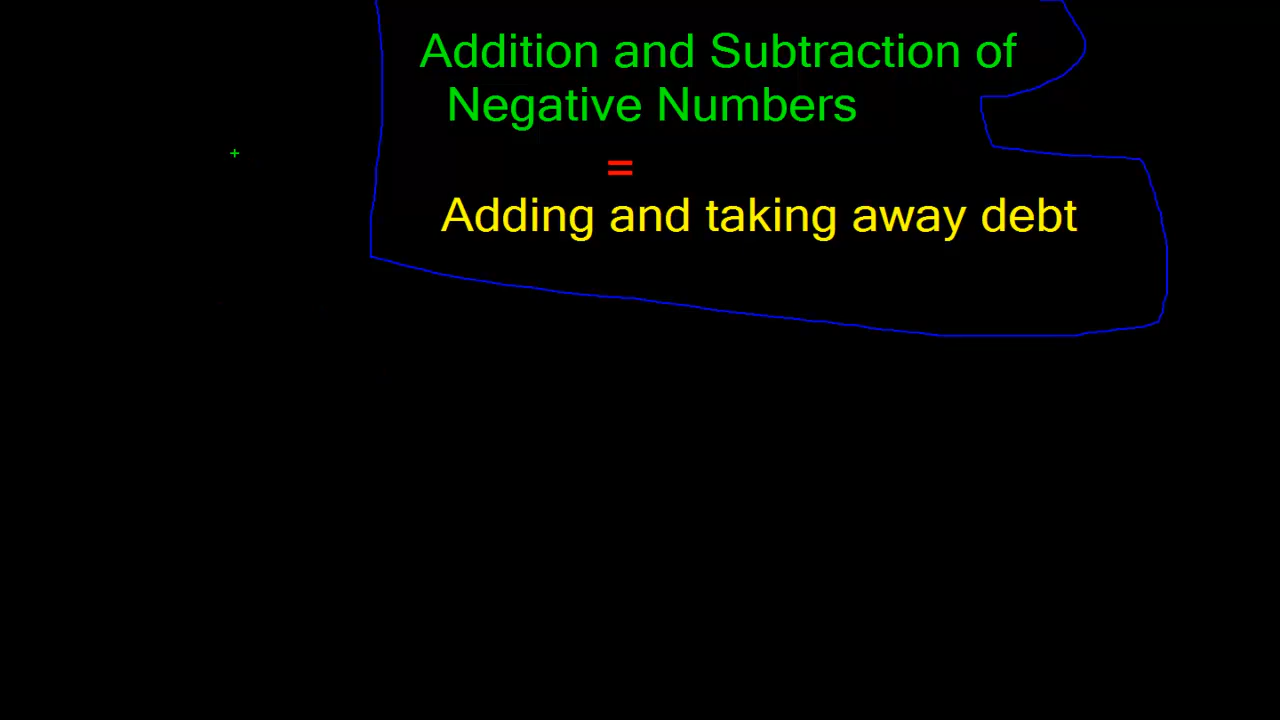 Addition and Subtraction of
Negative Numbers
=
Adding and taking away debt